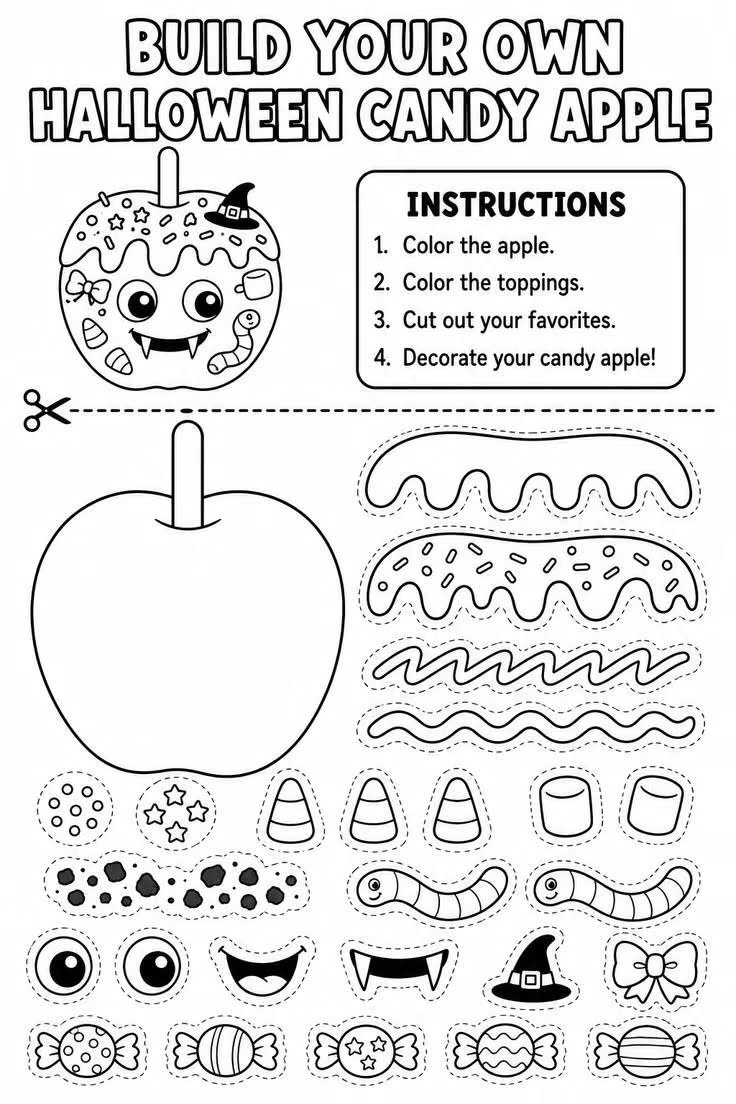 BUILD YOUR OWN
HALLOWEEN CANDY APPLE
INSTRUCTIONS
1. Color the apple.
2. Color the toppings.
3. Cut out your favorites.
4. Decorate your candy apple!